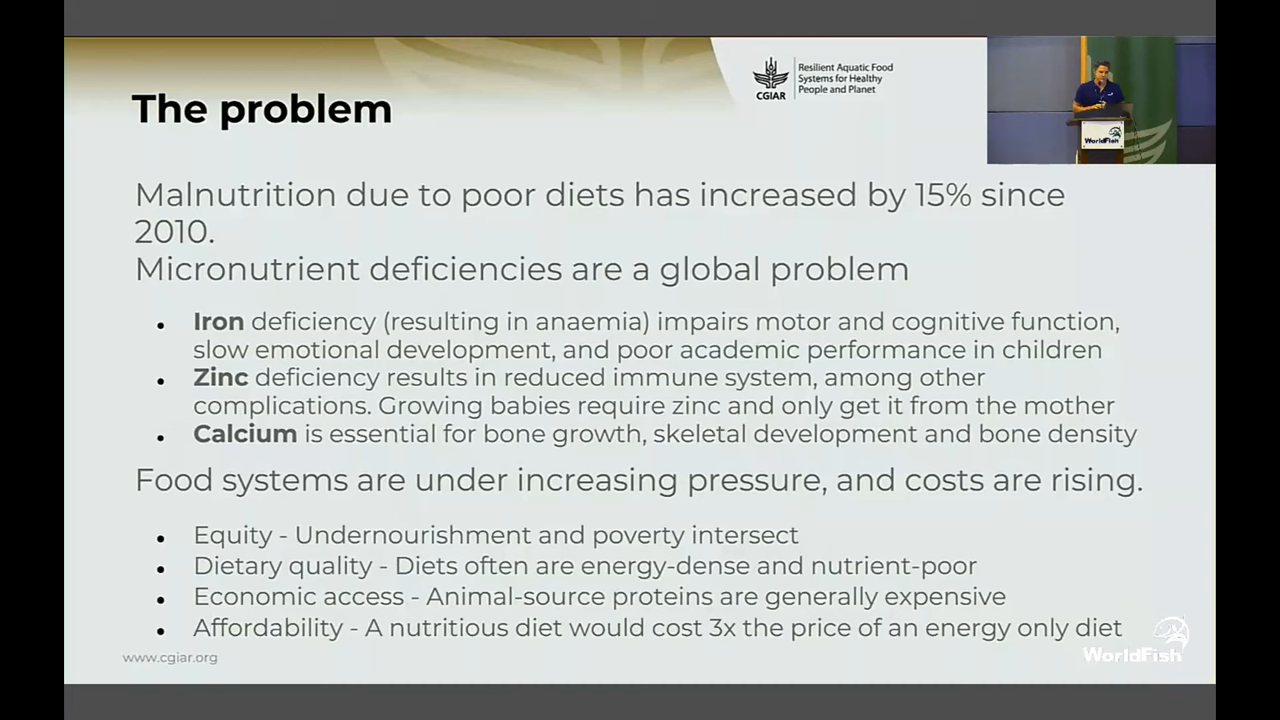 CGIAR
Resilient Aquatic Food
Systems for Healthy
People and Planet
The problem
WorldFish
Malnutrition due to poor diets has increased by 15% since
2010.
Micronutrient deficiencies are a global problem
• Iron deficiency (resulting in anaemia) impairs motor and cognitive function,
slow emotional development, and poor academic performance in children
• Zinc deficiency results in reduced immune system, among other
complications. Growing babies require zinc and only get it from the mother
• Calcium is essential for bone growth, skeletal development and bone density
Food systems are under increasing pressure, and costs are rising.
• Equity - Undernourishment and poverty intersect
• Dietary quality - Diets often are energy-dense and nutrient-poor
• Economic access - Animal-source proteins are generally expensive
• Affordability - A nutritious diet would cost 3x the price of an energy only diet
www.cgiar.org
WorldFish